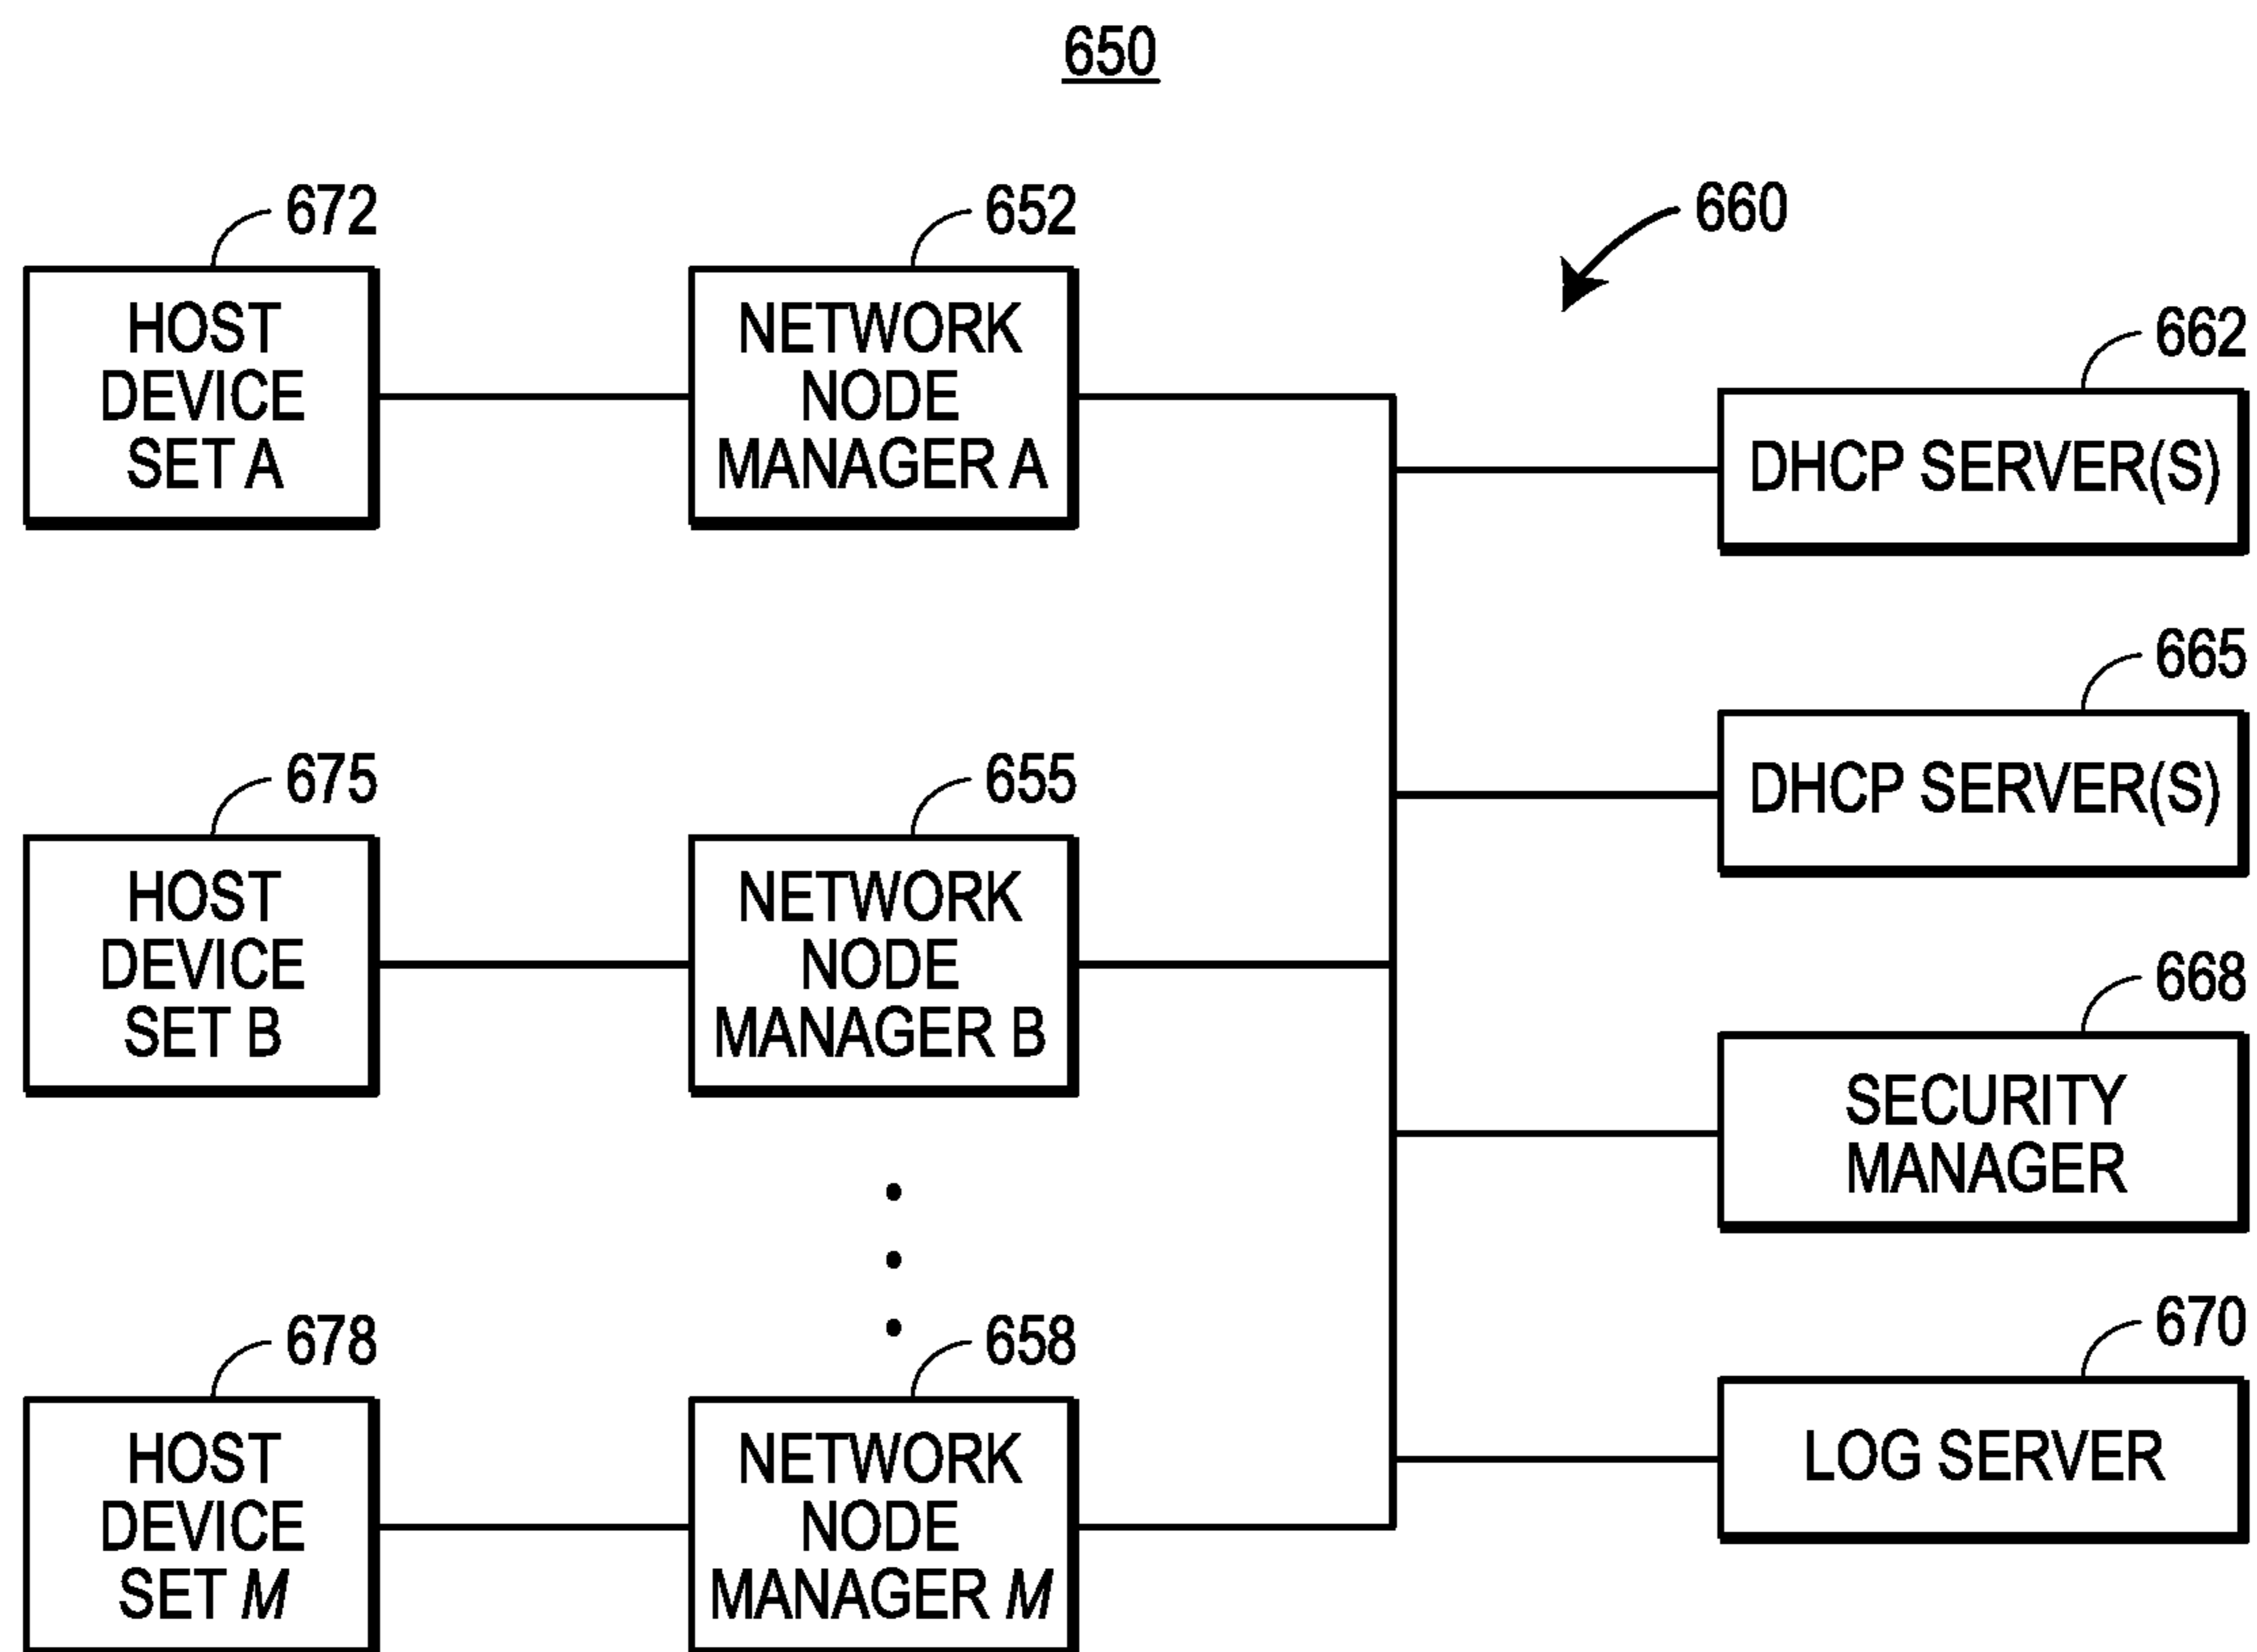 650
672
HOST
DEVICE
SET A
652
NETWORK
NODE
MANAGER A
660
662
DHCP SERVER(S)
665
DHCP SERVER(S)
675
HOST
DEVICE
SET B
655
NETWORK
NODE
MANAGER B
668
SECURITY
MANAGER
678
HOST
DEVICE
SET M
658
NETWORK
NODE
MANAGER M
670
LOG SERVER